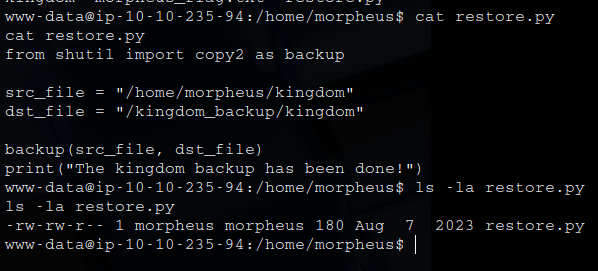 www-data@ip-10-10-235-94:/home/morpheus$ cat restore.py
cat restore.py
from shutil import copy2 as backup
src_file = "/home/morpheus/kingdom"
dst_file = "/kingdom_backup/kingdom"
backup(src_file, dst_file)
print("The kingdom backup has been done!")
www-data@ip-10-10-235-94:/home/morpheus$ ls -la restore.py
ls -la restore.py
-rw-rw-r-- 1 morpheus morpheus 180 Aug  7  2023 restore.py
www-data@ip-10-10-235-94:/home/morpheus$